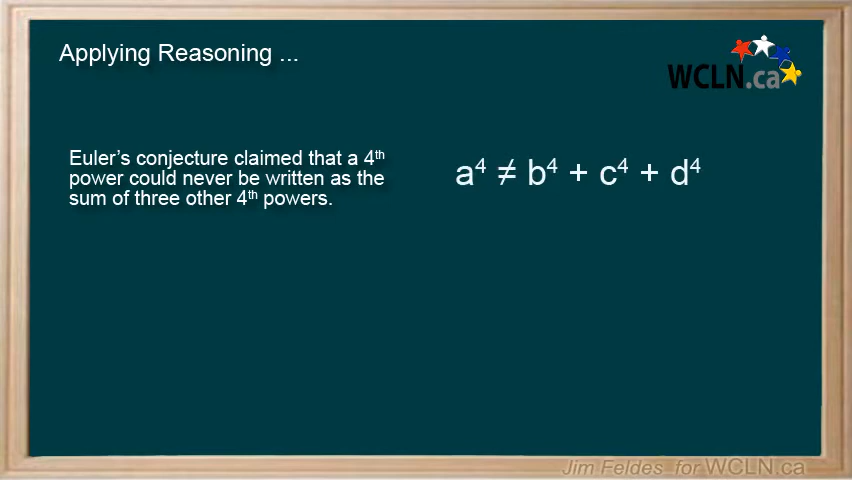 Applying Reasoning ...
WCLN.ca
Euler's conjecture claimed that a 4th
power could never be written as the
sum of three other 4th powers.
a⁴ ≠ b⁴ + c⁴ + d⁴
Jim Feldes for WCLN.ca